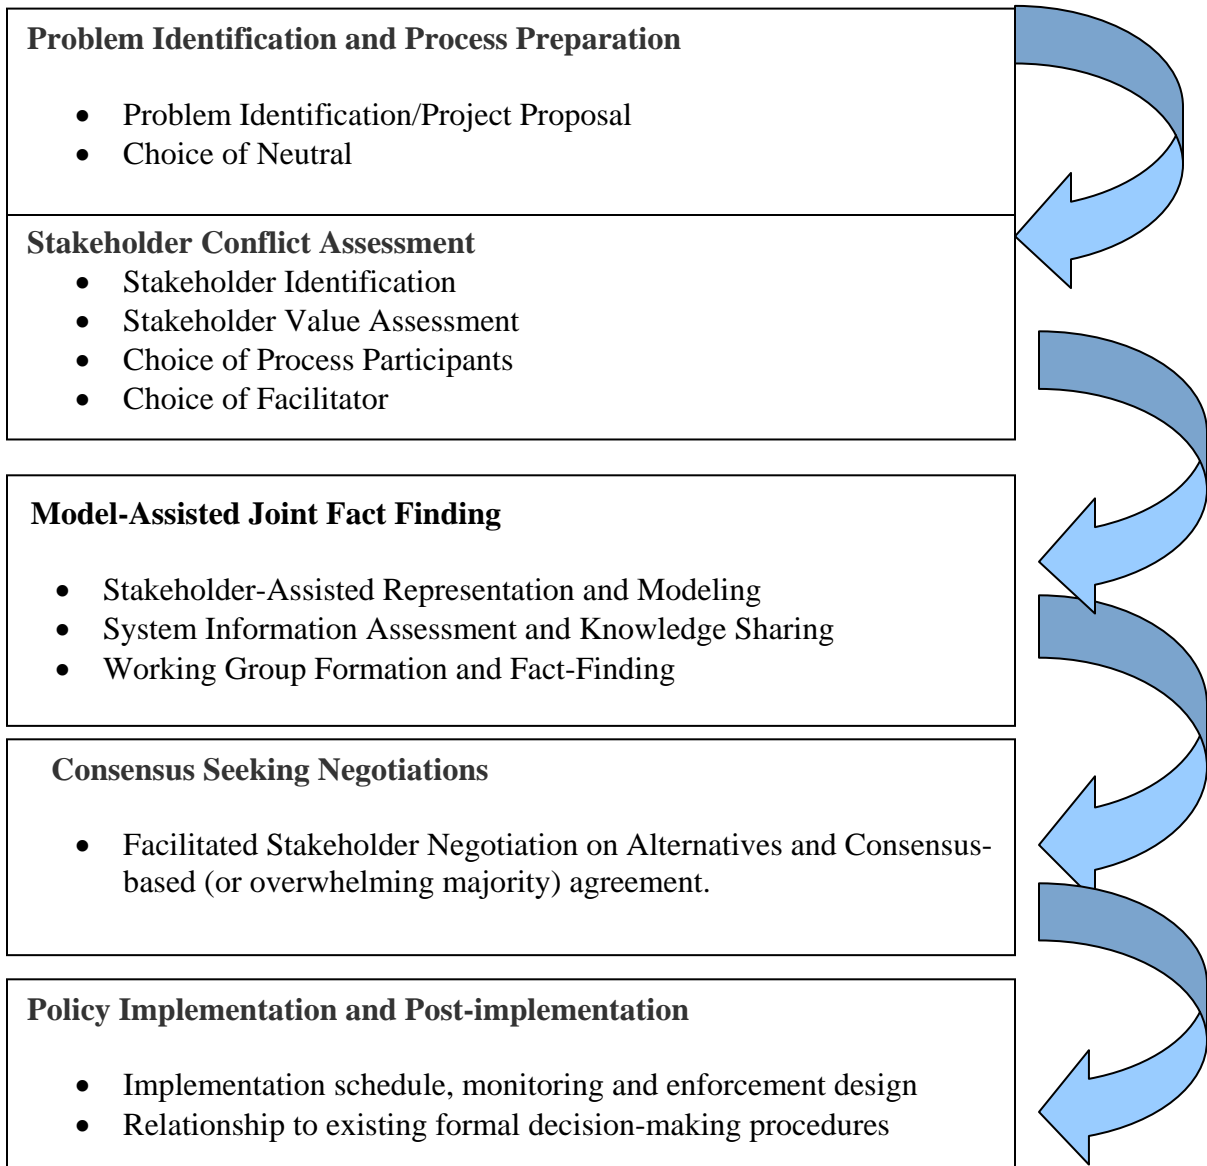 Problem Identification and Process Preparation
• Problem Identification/Project Proposal
• Choice of Neutral
Stakeholder Conflict Assessment
• Stakeholder Identification
• Stakeholder Value Assessment
• Choice of Process Participants
• Choice of Facilitator
Model-Assisted Joint Fact Finding
• Stakeholder-Assisted Representation and Modeling
• System Information Assessment and Knowledge Sharing
• Working Group Formation and Fact-Finding
Consensus Seeking Negotiations
• Facilitated Stakeholder Negotiation on Alternatives and Consensus-
based (or overwhelming majority) agreement.
Policy Implementation and Post-implementation
• Implementation schedule, monitoring and enforcement design
• Relationship to existing formal decision-making procedures